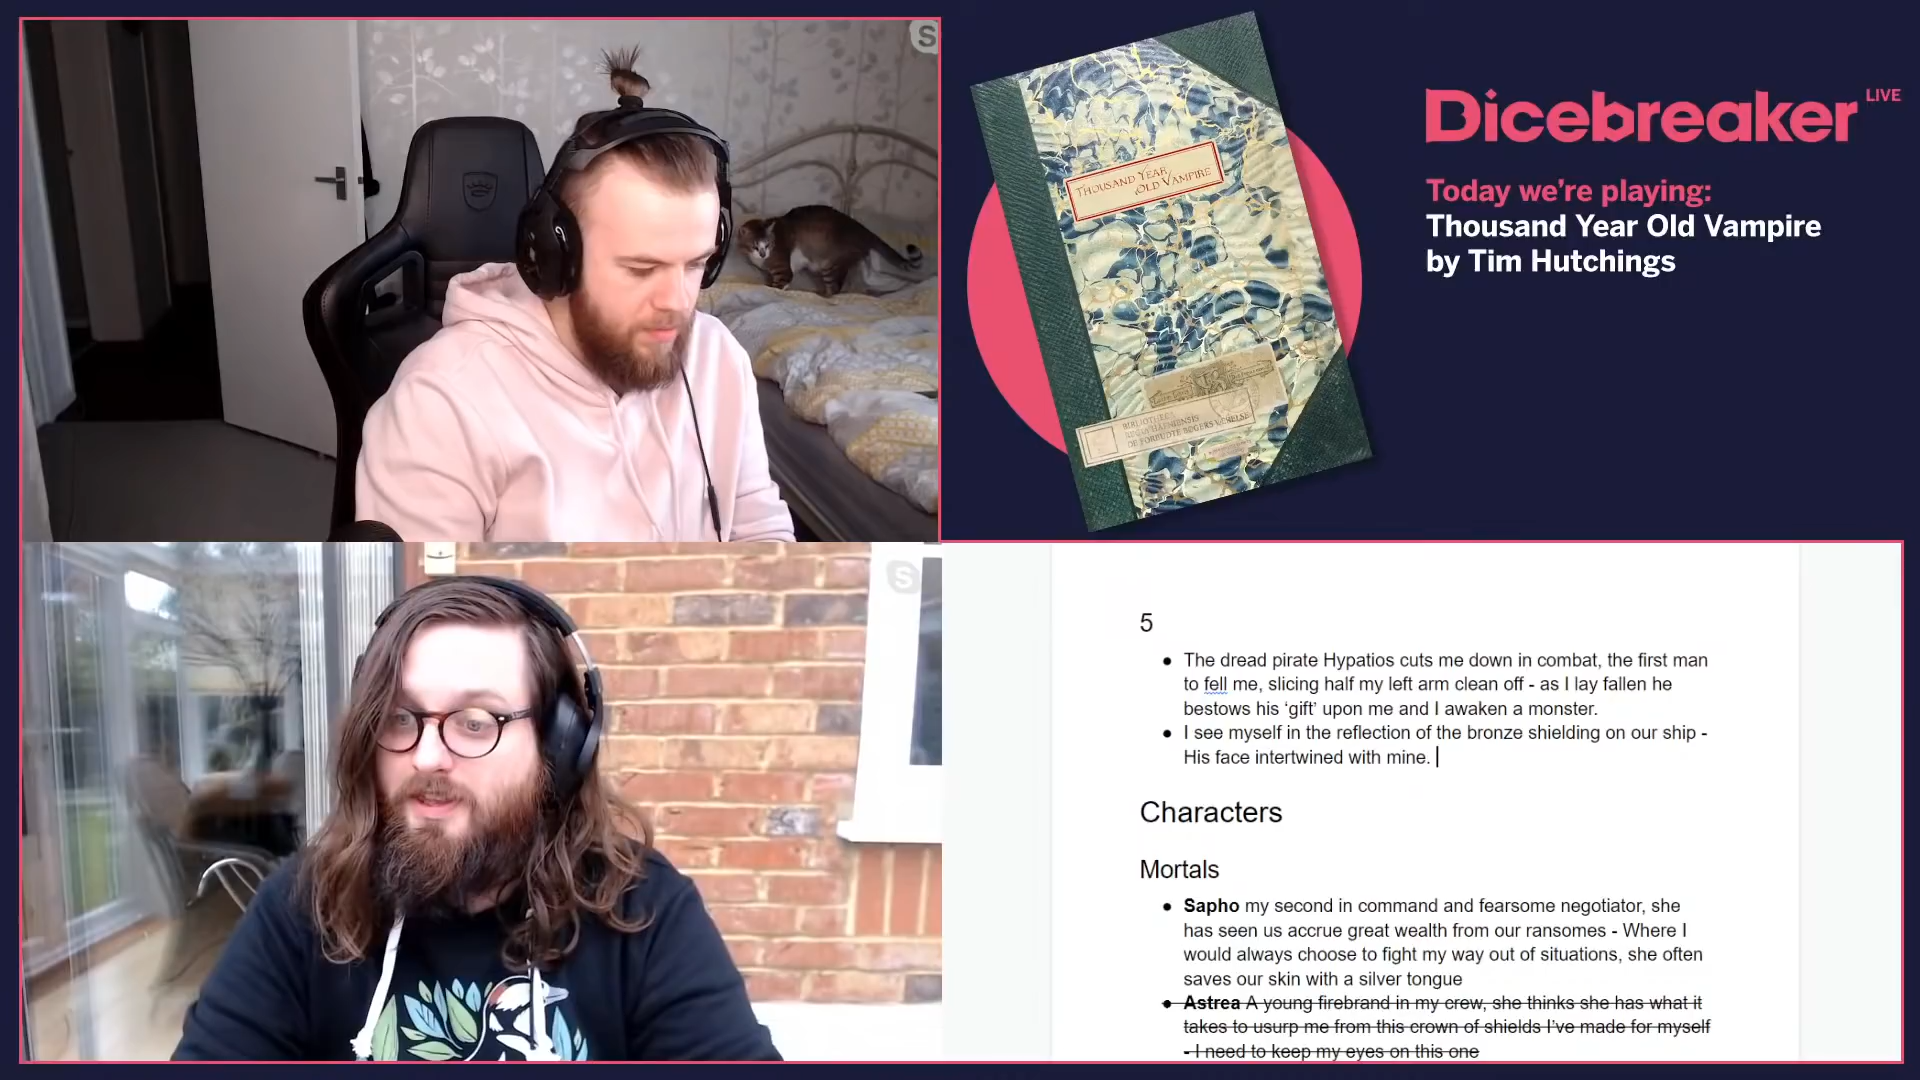 S
THOUSAND YEAR
OLD VAMPIRE
BIBLIOTHECA
REGIA HAFNIENSIS
DE FORBUDTE BØGERS VÆRELSE
Dicebreaker LIVE
Today we're playing:
Thousand Year Old Vampire
by Tim Hutchings
S
5
● The dread pirate Hypatios cuts me down in combat, the first man
to fell me, slicing half my left arm clean off - as I lay fallen he
bestows his ‘gift’ upon me and I awaken a monster.
● I see myself in the reflection of the bronze shielding on our ship -
His face intertwined with mine.
Characters
Mortals
● Sapho my second in command and fearsome negotiator, she
has seen us accrue great wealth from our ransomes - Where I
would always choose to fight my way out of situations, she often
saves our skin with a silver tongue
● Astrea A young firebrand in my crew, she thinks she has what it
takes to usurp me from this crown of shields I’ve made for myself
- I need to keep my eyes on this one